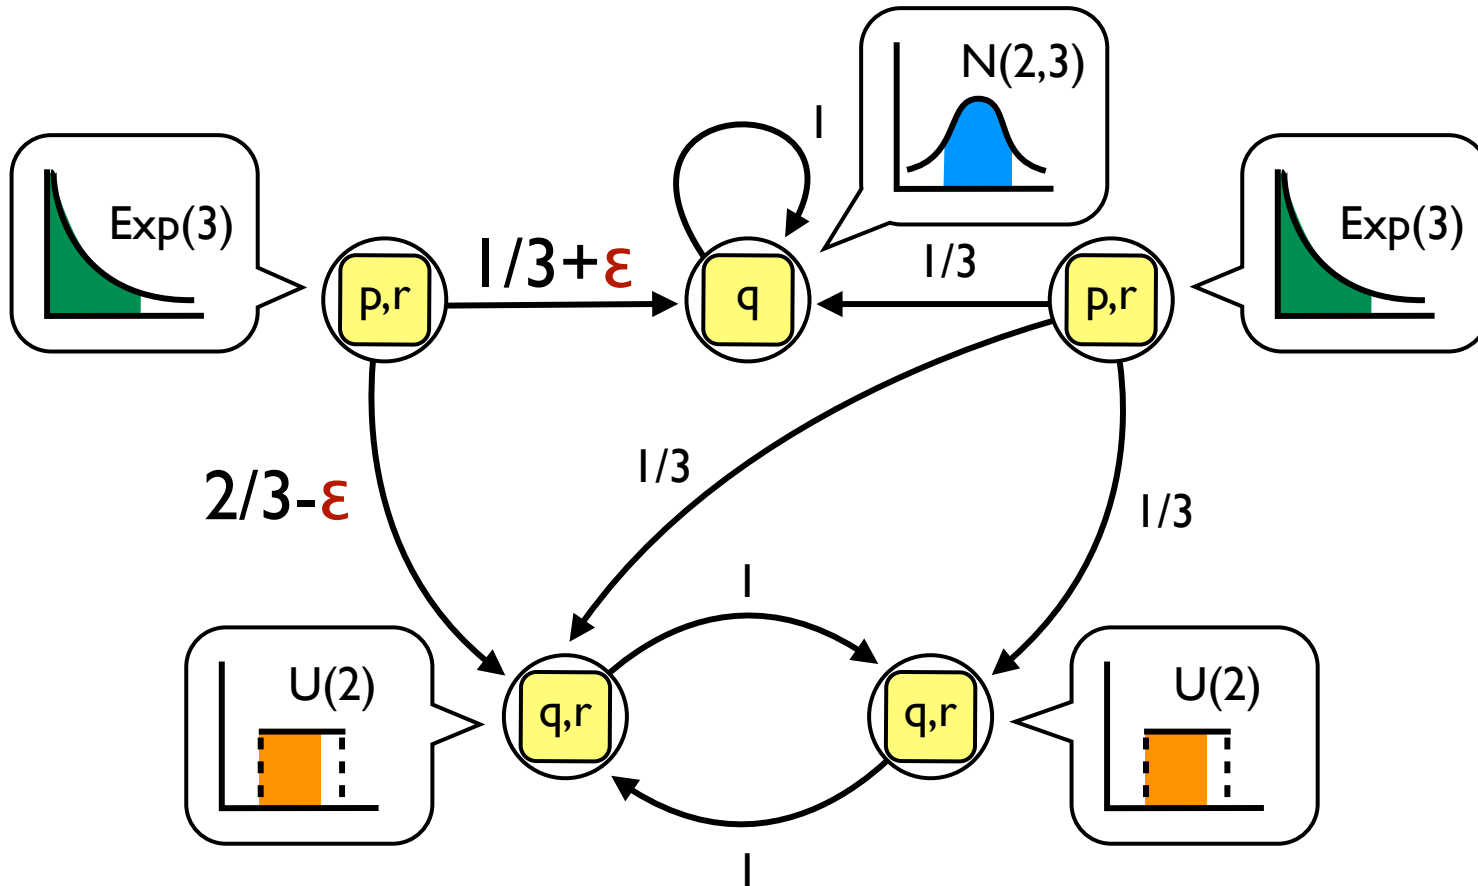 N(2,3)
1
Exp(3)
Exp(3)
1/3+ε
1/3
p,r
q
p,r
1/3
2/3-ε
1/3
1
U(2)
U(2)
q,r
q,r
1